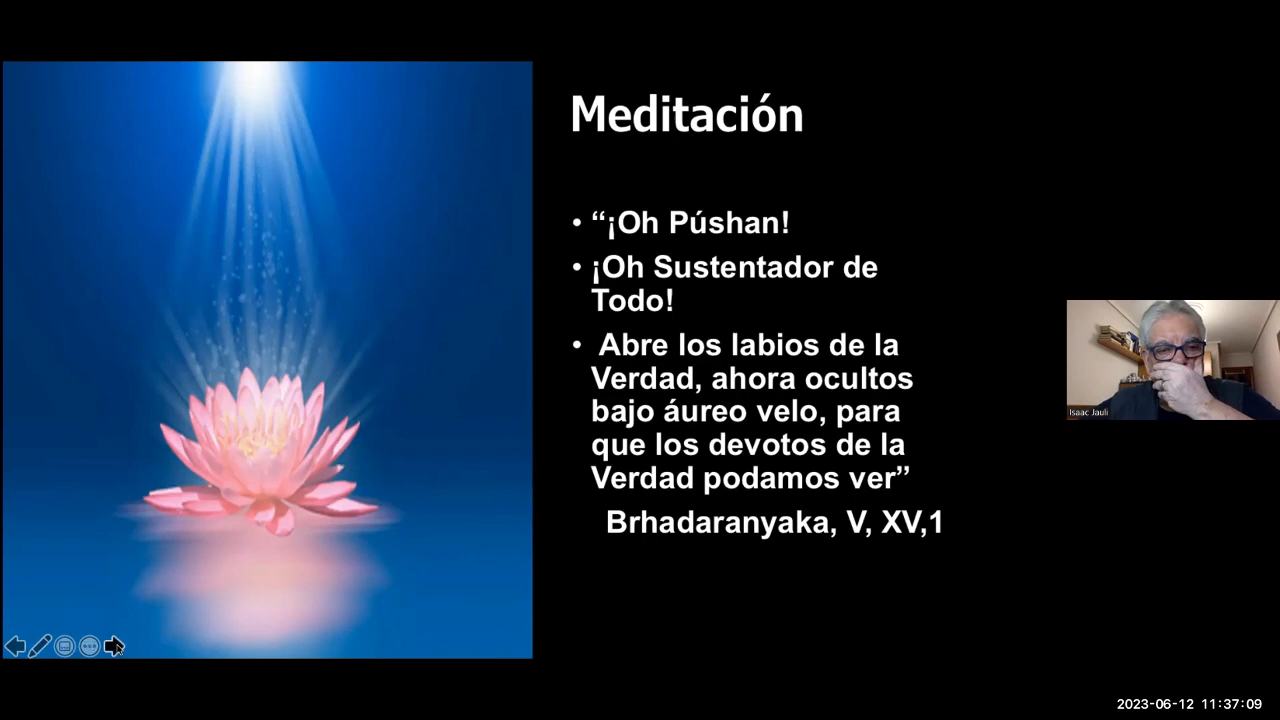 Meditación
• “¡Oh Púshan!
• ¡Oh Sustentador de
Todo!
• Abre los labios de la
Verdad, ahora ocultos
bajo áureo velo, para
que los devotos de la
Verdad podamos ver”
Brhadaranyaka, V, XV,1
Isaac Jauli
2023-06-12 11:37:09